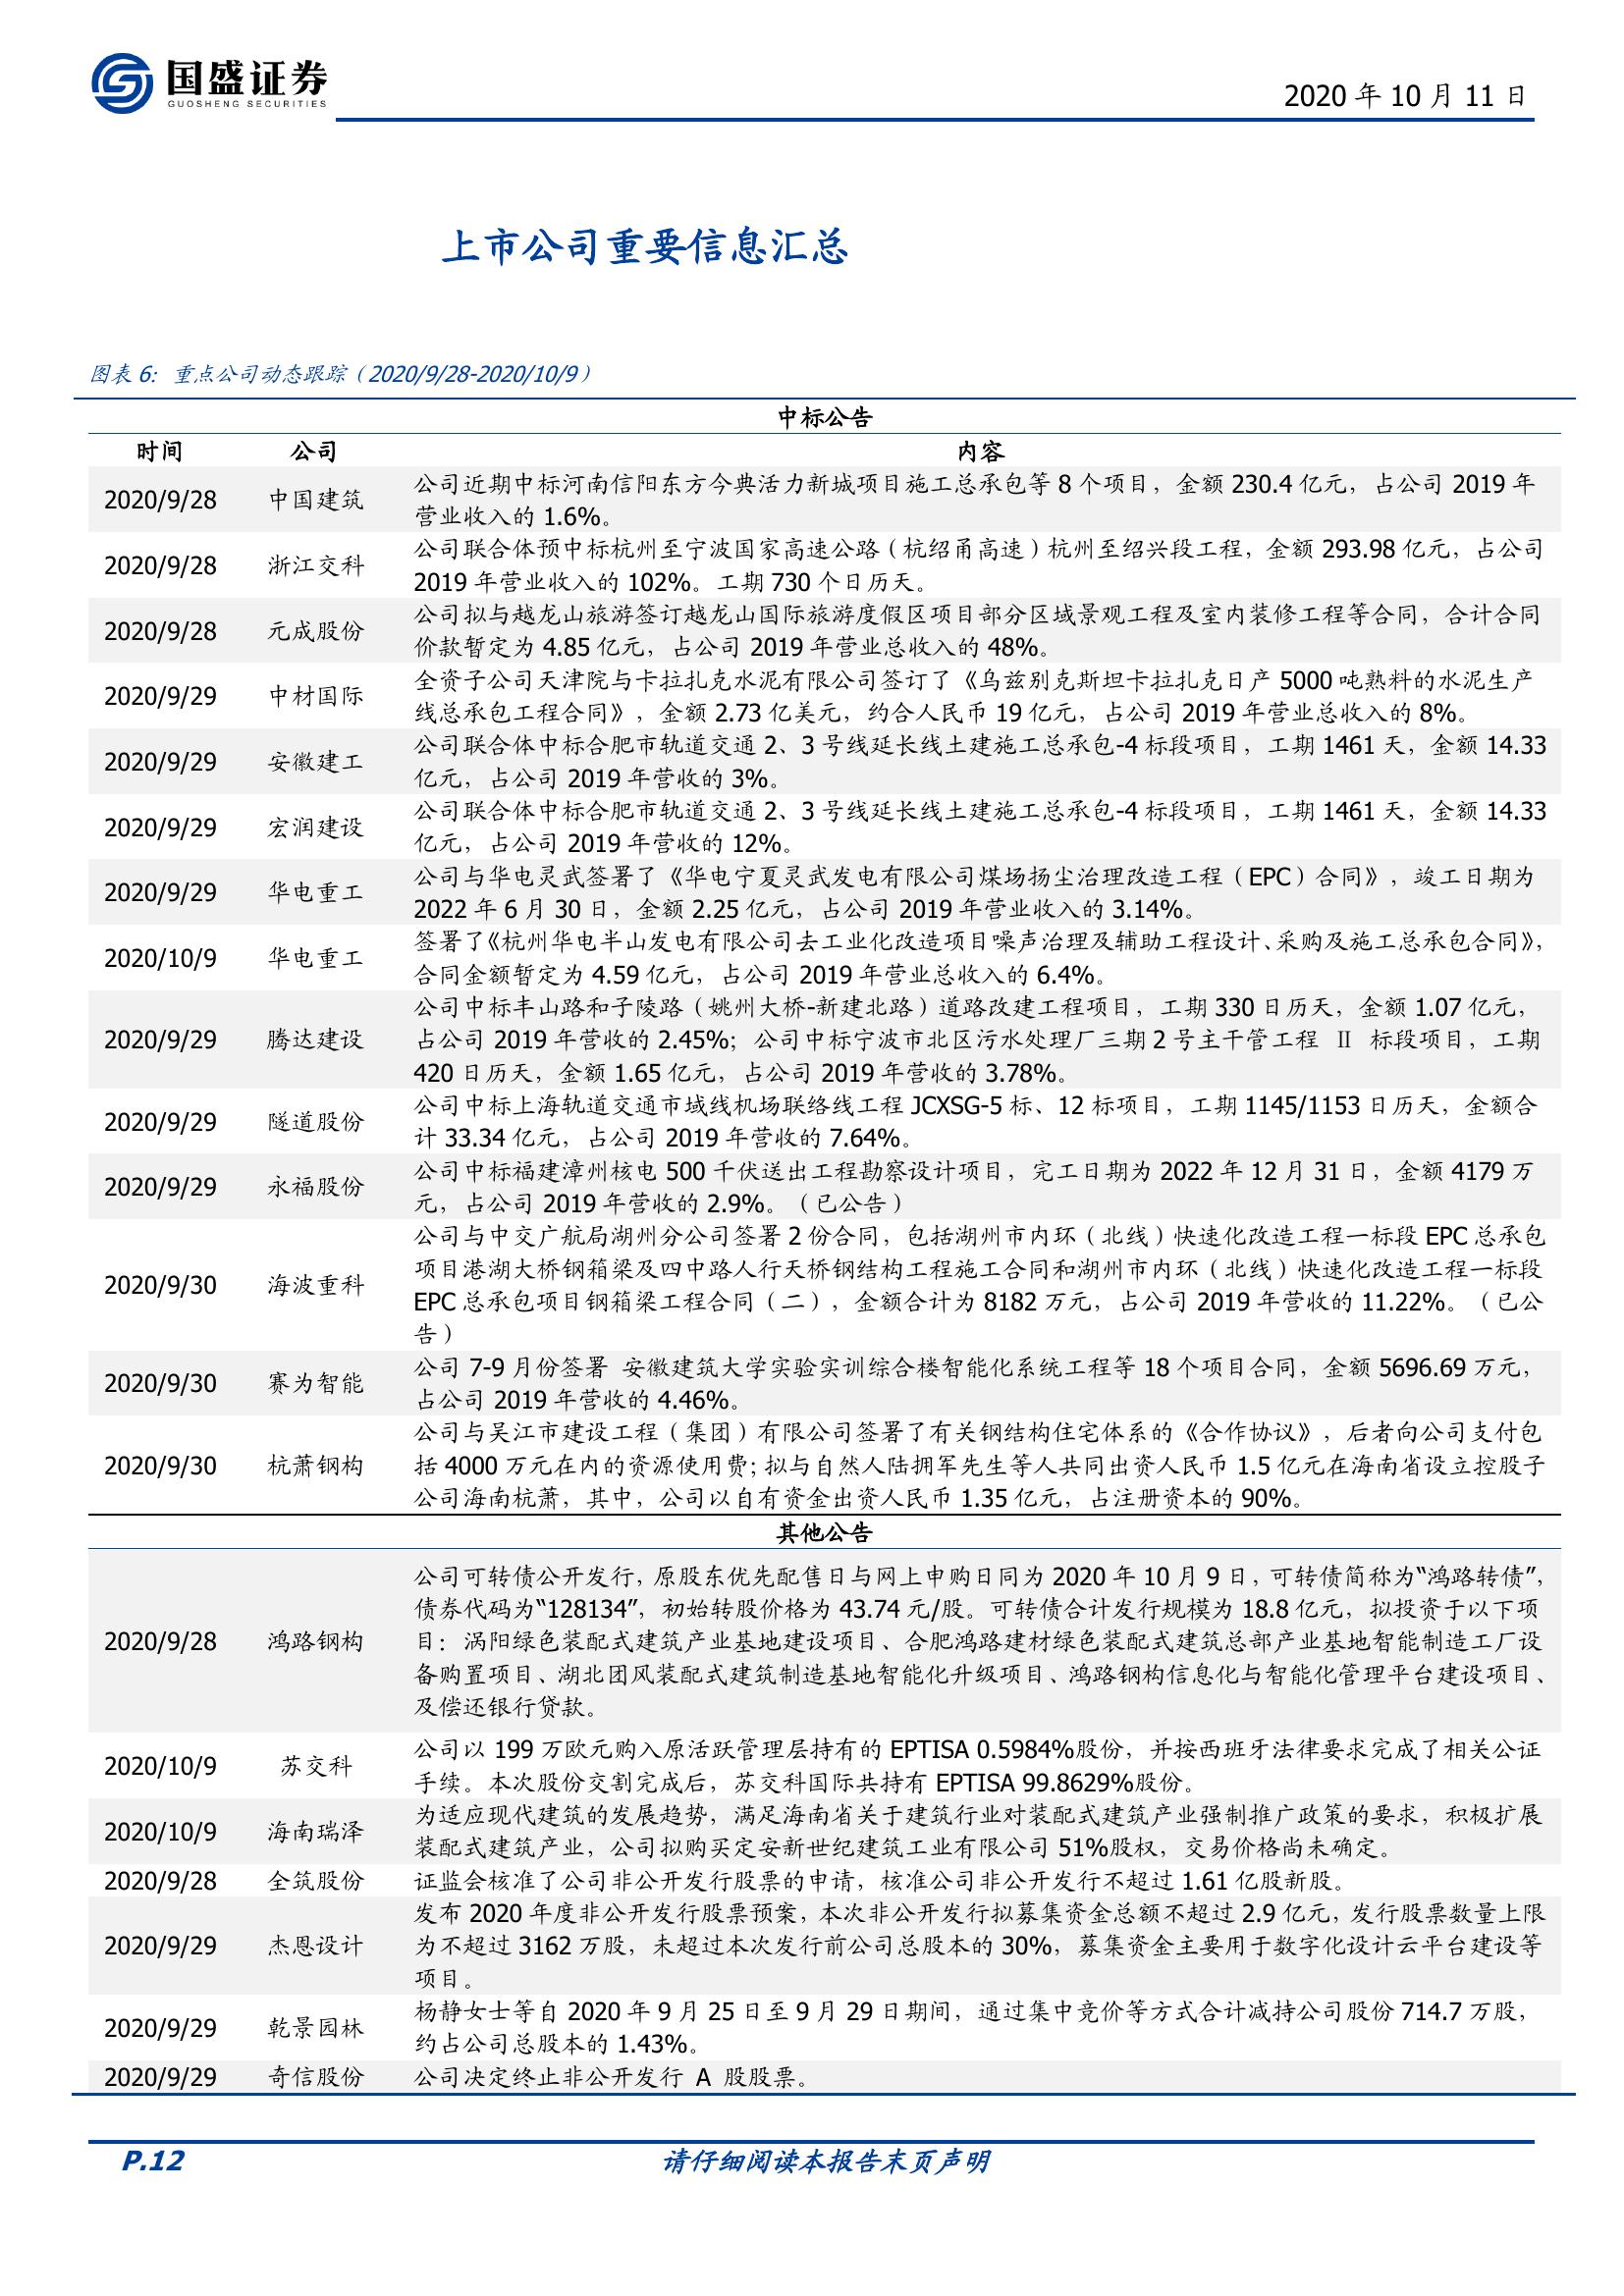 国盛证券
GUOSHENG SECURITIES
2020 年 10 月 11 日
上市公司重要信息汇总
图表 6：重点公司动态跟踪（2020/9/28-2020/10/9）
中标公告
时间 公司 内容
2020/9/28 中国建筑 公司近期中标河南信阳东方今典活力新城项目施工总承包等 8 个项目，金额 230.4 亿元，占公司 2019 年
营业收入的 1.6%。
2020/9/28 浙江交科 公司联合体预中标杭州至宁波国家高速公路（杭绍甬高速）杭州至绍兴段工程，金额 293.98 亿元，占公司
2019 年营业收入的 102%。工期 730 个日历天。
2020/9/28 元成股份 公司拟与越龙山旅游签订越龙山国际旅游度假区项目部分区域景观工程及室内装修工程等合同，合计合同
价款暂定为 4.85 亿元，占公司 2019 年营业总收入的 48%。
2020/9/29 中材国际 全资子公司天津院与卡拉扎克水泥有限公司签订了《乌兹别克斯坦卡拉扎克日产 5000 吨熟料的水泥生产
线总承包工程合同》，金额 2.73 亿美元，约合人民币 19 亿元，占公司 2019 年营业总收入的 8%。
2020/9/29 安徽建工 公司联合体中标合肥市轨道交通 2、3 号线延长线土建施工总承包-4 标段项目，工期 1461 天，金额 14.33
亿元，占公司 2019 年营收的 3%。
2020/9/29 宏润建设 公司联合体中标合肥市轨道交通 2、3 号线延长线土建施工总承包-4 标段项目，工期 1461 天，金额 14.33
亿元，占公司 2019 年营收的 12%。
2020/9/29 华电重工 公司与华电灵武签署了《华电宁夏灵武发电有限公司煤场扬尘治理改造工程（EPC）合同》，竣工日期为
2022 年 6 月 30 日，金额 2.25 亿元，占公司 2019 年营业收入的 3.14%。
2020/10/9 华电重工 签署了《杭州华电半山发电有限公司去工业化改造项目噪声治理及辅助工程设计、采购及施工总承包合同》，
合同金额暂定为 4.59 亿元，占公司 2019 年营业总收入的 6.4%。
2020/9/29 腾达建设 公司中标丰山路和子陵路（姚州大桥-新建北路）道路改建工程项目，工期 330 日历天，金额 1.07 亿元，
占公司 2019 年营收的 2.45%；公司中标宁波市北区污水处理厂三期 2 号主干管工程 Ⅱ 标段项目，工期
420 日历天，金额 1.65 亿元，占公司 2019 年营收的 3.78%。
2020/9/29 隧道股份 公司中标上海轨道交通市域线机场联络线工程 JCXSG-5 标、12 标项目，工期 1145/1153 日历天，金额合
计 33.34 亿元，占公司 2019 年营收的 7.64%。
2020/9/29 永福股份 公司中标福建漳州核电 500 千伏送出工程勘察设计项目，完工日期为 2022 年 12 月 31 日，金额 4179 万
元，占公司 2019 年营收的 2.9%。（已公告）
2020/9/30 海波重科 公司与中交广航局湖州分公司签署 2 份合同，包括湖州市内环（北线）快速化改造工程一标段 EPC 总承包
项目港湖大桥钢箱梁及四中路人行天桥钢结构工程施工合同和湖州市内环（北线）快速化改造工程一标段
EPC 总承包项目钢箱梁工程合同（二），金额合计为 8182 万元，占公司 2019 年营收的 11.22%。（已公
告）
2020/9/30 赛为智能 公司 7-9 月份签署 安徽建筑大学实验实训综合楼智能化系统工程等 18 个项目合同，金额 5696.69 万元，
占公司 2019 年营收的 4.46%。
2020/9/30 杭萧钢构 公司与吴江市建设工程（集团）有限公司签署了有关钢结构住宅体系的《合作协议》，后者向公司支付包
括 4000 万元在内的资源使用费；拟与自然人陆拥军先生等人共同出资人民币 1.5 亿元在海南省设立控股子
公司海南杭萧，其中，公司以自有资金出资人民币 1.35 亿元，占注册资本的 90%。
其他公告
2020/9/28 鸿路钢构 公司可转债公开发行，原股东优先配售日与网上申购日同为 2020 年 10 月 9 日，可转债简称为“鸿路转债”，
债券代码为“128134”，初始转股价格为 43.74 元/股。可转债合计发行规模为 18.8 亿元，拟投资于以下项
目：涡阳绿色装配式建筑产业基地建设项目、合肥鸿路建材绿色装配式建筑总部产业基地智能制造工厂设
备购置项目、湖北团风装配式建筑制造基地智能化升级项目、鸿路钢构信息化与智能化管理平台建设项目、
及偿还银行贷款。
2020/10/9 苏交科 公司以 199 万欧元购入原活跃管理层持有的 EPTISA 0.5984%股份，并按西班牙法律要求完成了相关公证
手续。本次股份交割完成后，苏交科国际共持有 EPTISA 99.8629%股份。
2020/10/9 海南瑞泽 为适应现代建筑的发展趋势，满足海南省关于建筑行业对装配式建筑产业强制推广政策的要求，积极扩展
装配式建筑产业，公司拟购买定安新世纪建筑工业有限公司 51%股权，交易价格尚未确定。
2020/9/28 全筑股份 证监会核准了公司非公开发行股票的申请，核准公司非公开发行不超过 1.61 亿股新股。
2020/9/29 杰恩设计 发布 2020 年度非公开发行股票预案，本次非公开发行拟募集资金总额不超过 2.9 亿元，发行股票数量上限
为不超过 3162 万股，未超过本次发行前公司总股本的 30%，募集资金主要用于数字化设计云平台建设等
项目。
2020/9/29 乾景园林 杨静女士等自 2020 年 9 月 25 日至 9 月 29 日期间，通过集中竞价等方式合计减持公司股份 714.7 万股，
约占公司总股本的 1.43%。
2020/9/29 奇信股份 公司决定终止非公开发行 A 股股票。
P.12 请仔细阅读本报告末页声明